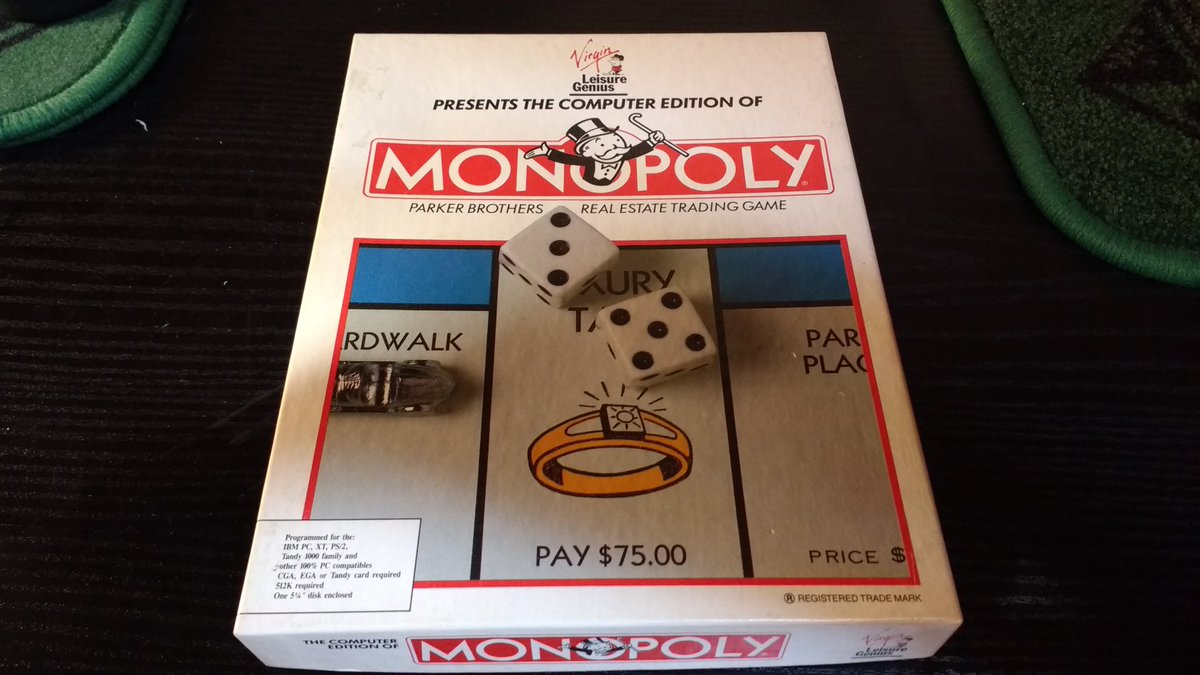 Virgin
Leisure
Genius
PRESENTS THE COMPUTER EDITION OF
MONOPOLY®
PARKER BROTHERS REAL ESTATE TRADING GAME
RDWALK
XURY
TA
PAR
PLAC
PAY $75.00
PRICE $
Programmed for the:
IBM PC, XT, PS/2,
Tandy 1000 family and
other 100% PC compatibles
CGA, EGA or Tandy card required
512K required
One 5¼" disk enclosed
® REGISTERED TRADE MARK
THE COMPUTER
EDITION OF
MONOPOLY®
Virgin
Leisure
Genius